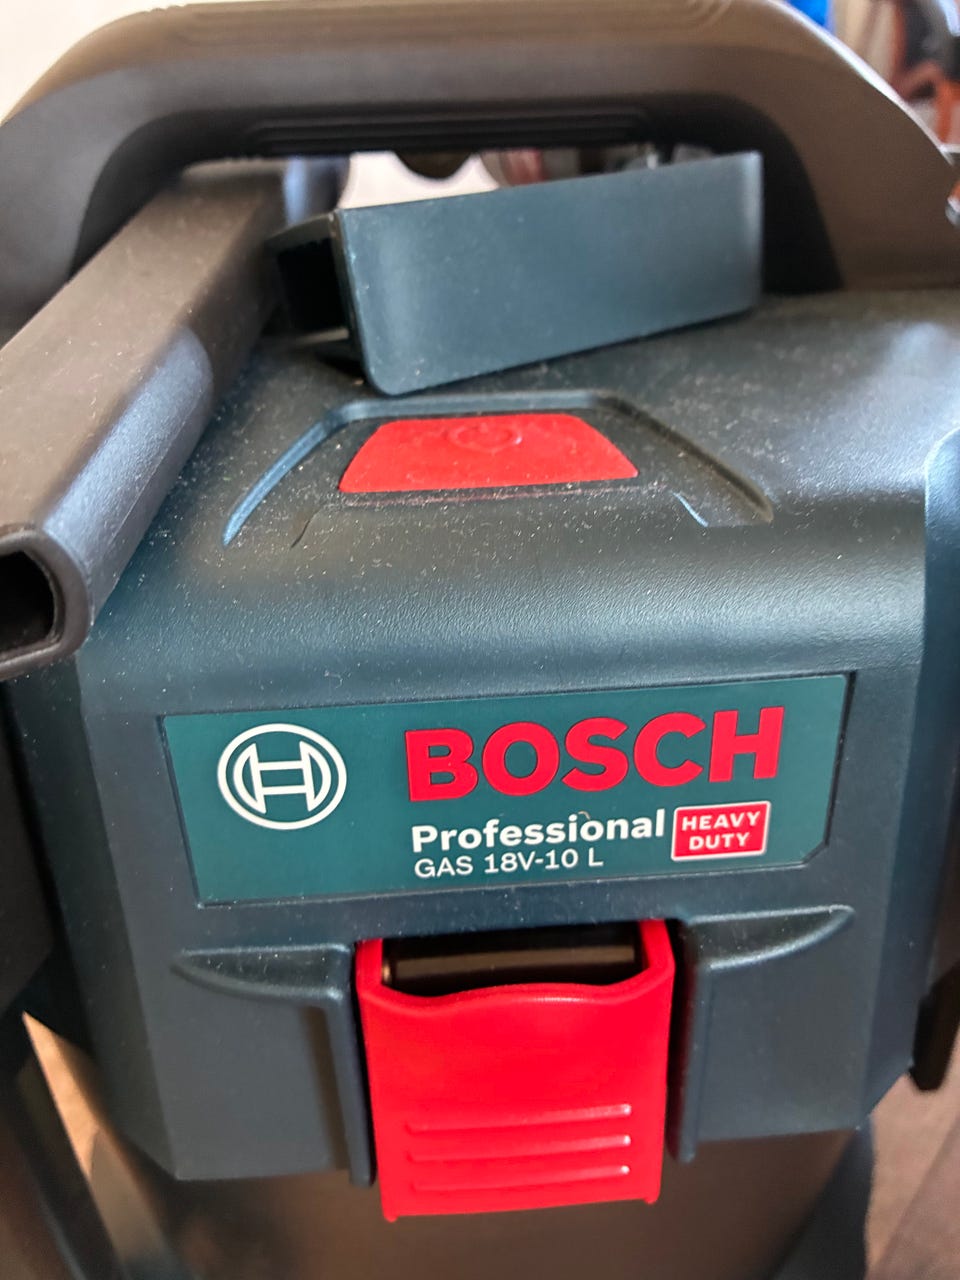 BOSCH
Professional HEAVY DUTY
GAS 18V-10 L